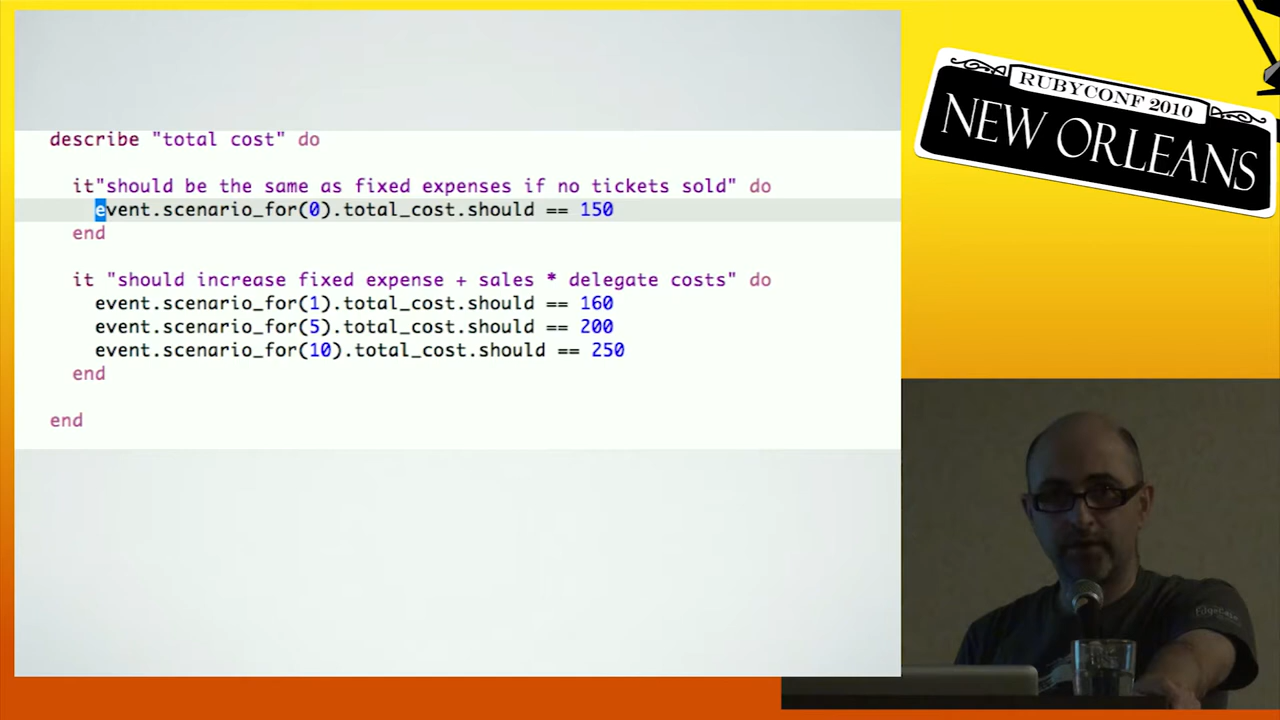 describe "total cost" do
it"should be the same as fixed expenses if no tickets sold" do
event.scenario_for(0).total_cost.should == 150
end
it "should increase fixed expense + sales * delegate costs" do
event.scenario_for(1).total_cost.should == 160
event.scenario_for(5).total_cost.should == 200
event.scenario_for(10).total_cost.should == 250
end
end
RUBYCONF 2010
NEW ORLEANS
EdgeCase